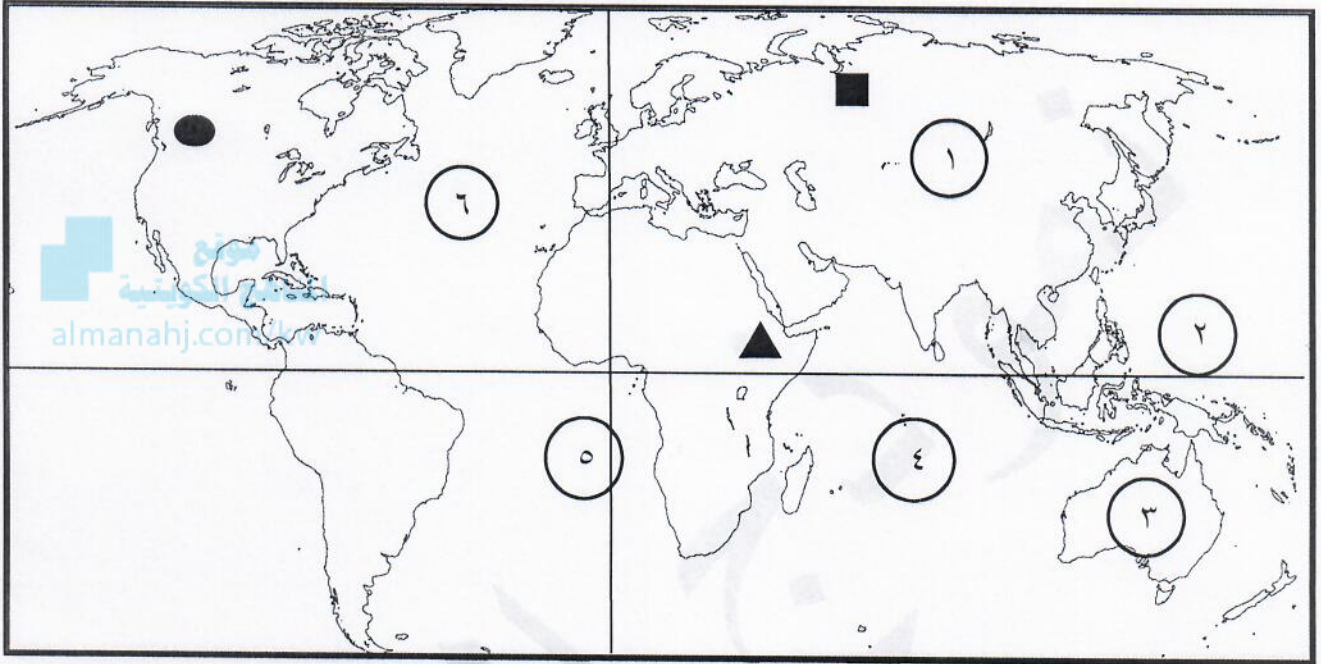 ١
٦
موقع
المناهج الكويتية
almanahj.com/kw
٢
٥
٤
٣